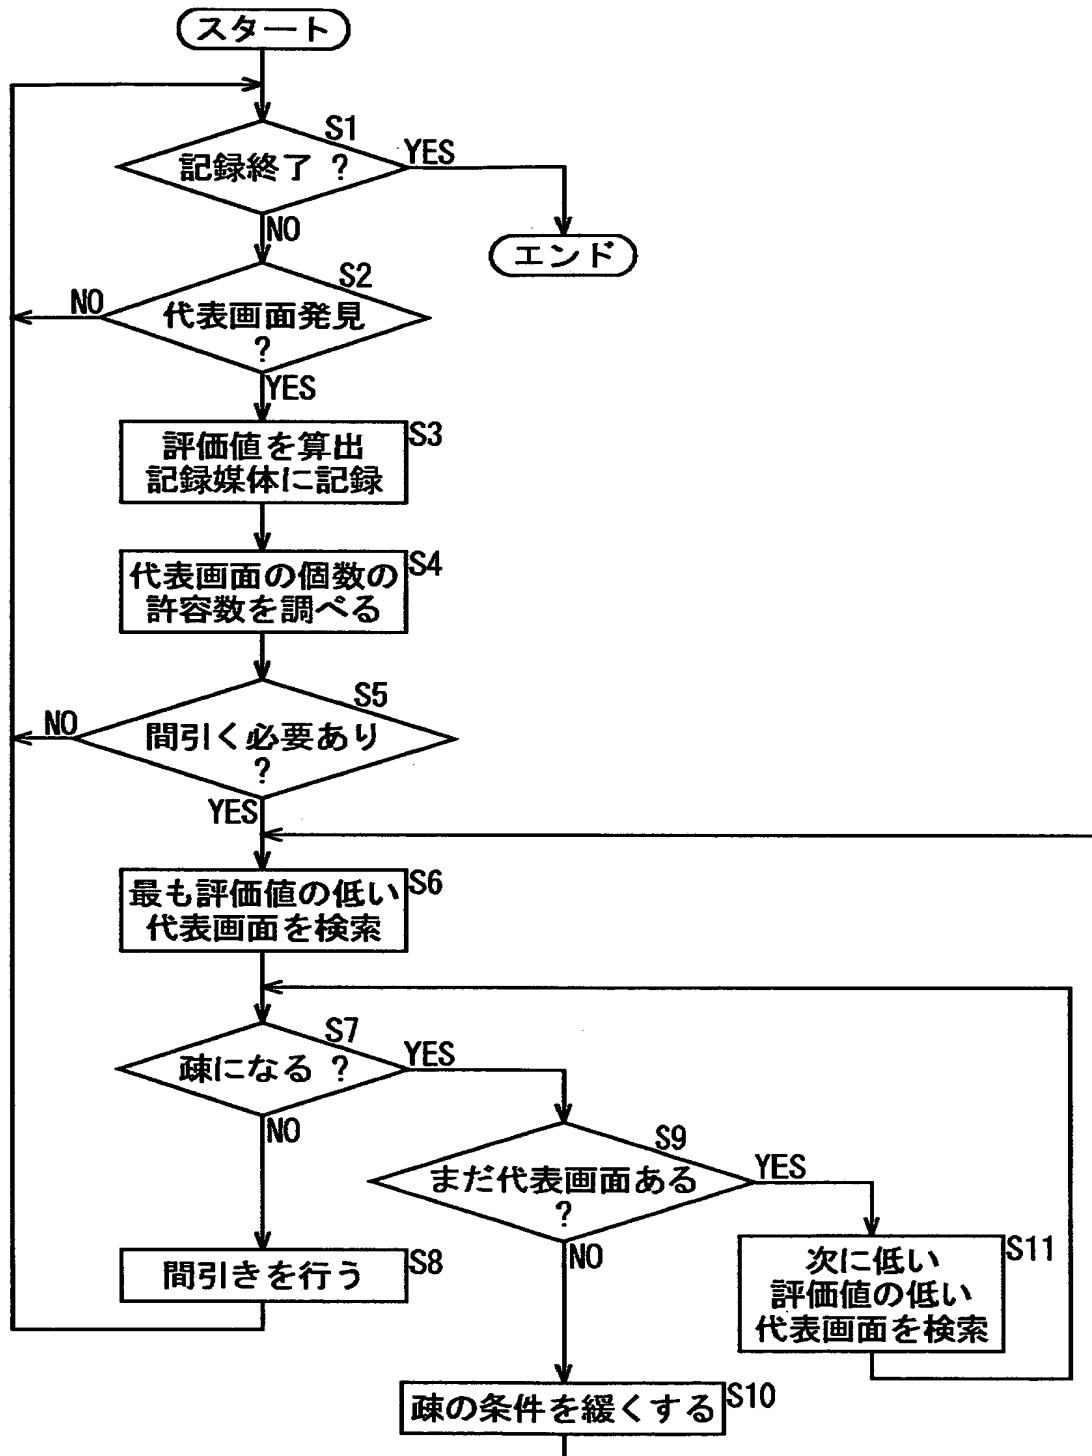 スタート
S1
記録終了 ?
YES
NO
エンド
S2
NO
代表画面発見
?
YES
S3
評価値を算出
記録媒体に記録
S4
代表画面の個数の
許容数を調べる
S5
NO
間引く必要あり
?
YES
S6
最も評価値の低い
代表画面を検索
S7
疎になる ?
YES
NO
S9
まだ代表画面ある
?
YES
NO
S8
間引きを行う
S11
次に低い
評価値の低い
代表画面を検索
S10
疎の条件を緩くする